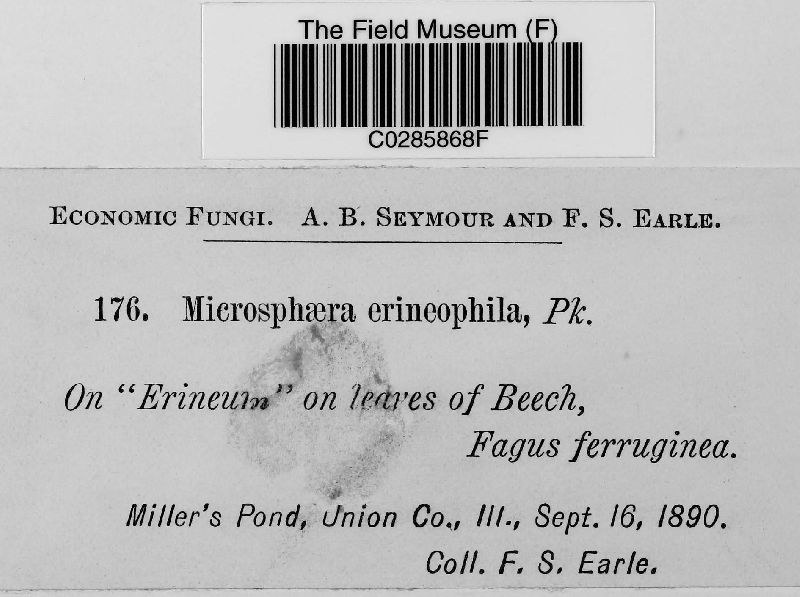 The Field Museum (F)
C0285868F
ECONOMIC FUNGI. A. B. SEYMOUR AND F. S. EARLE.
176. Microsphæra erineophila, Pk.
On "Erineum" on leaves of Beech,
Fagus ferruginea.
Miller's Pond, Union Co., Ill., Sept. 16, 1890.
Coll. F. S. Earle.